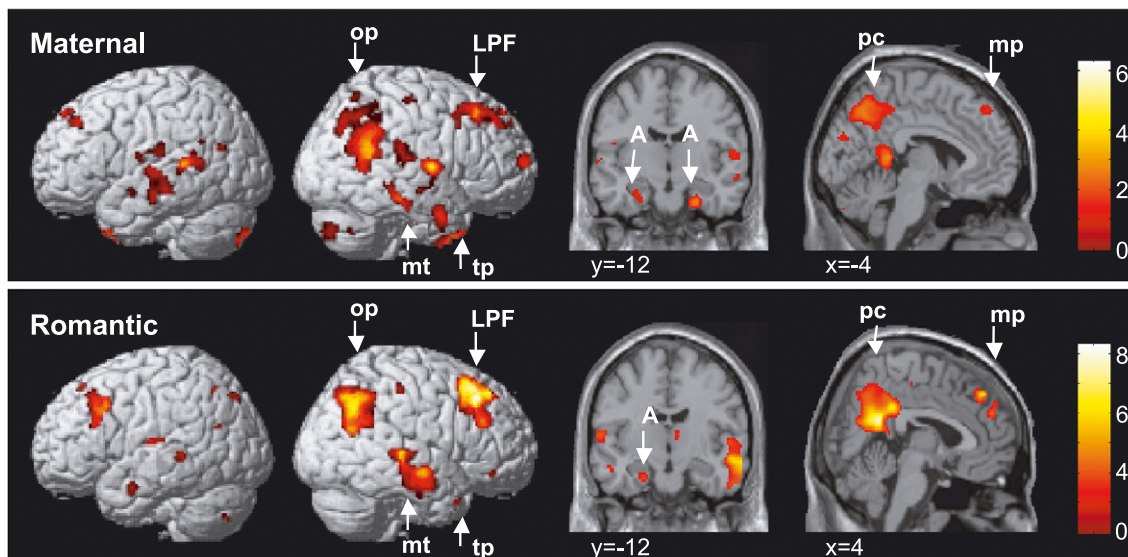 Maternal
op
LPF
A
A
pc
mp
6
4
2
0
mt
tp
y=-12
x=-4
Romantic
op
LPF
A
pc
mp
8
6
4
2
0
mt
tp
y=-12
x=4